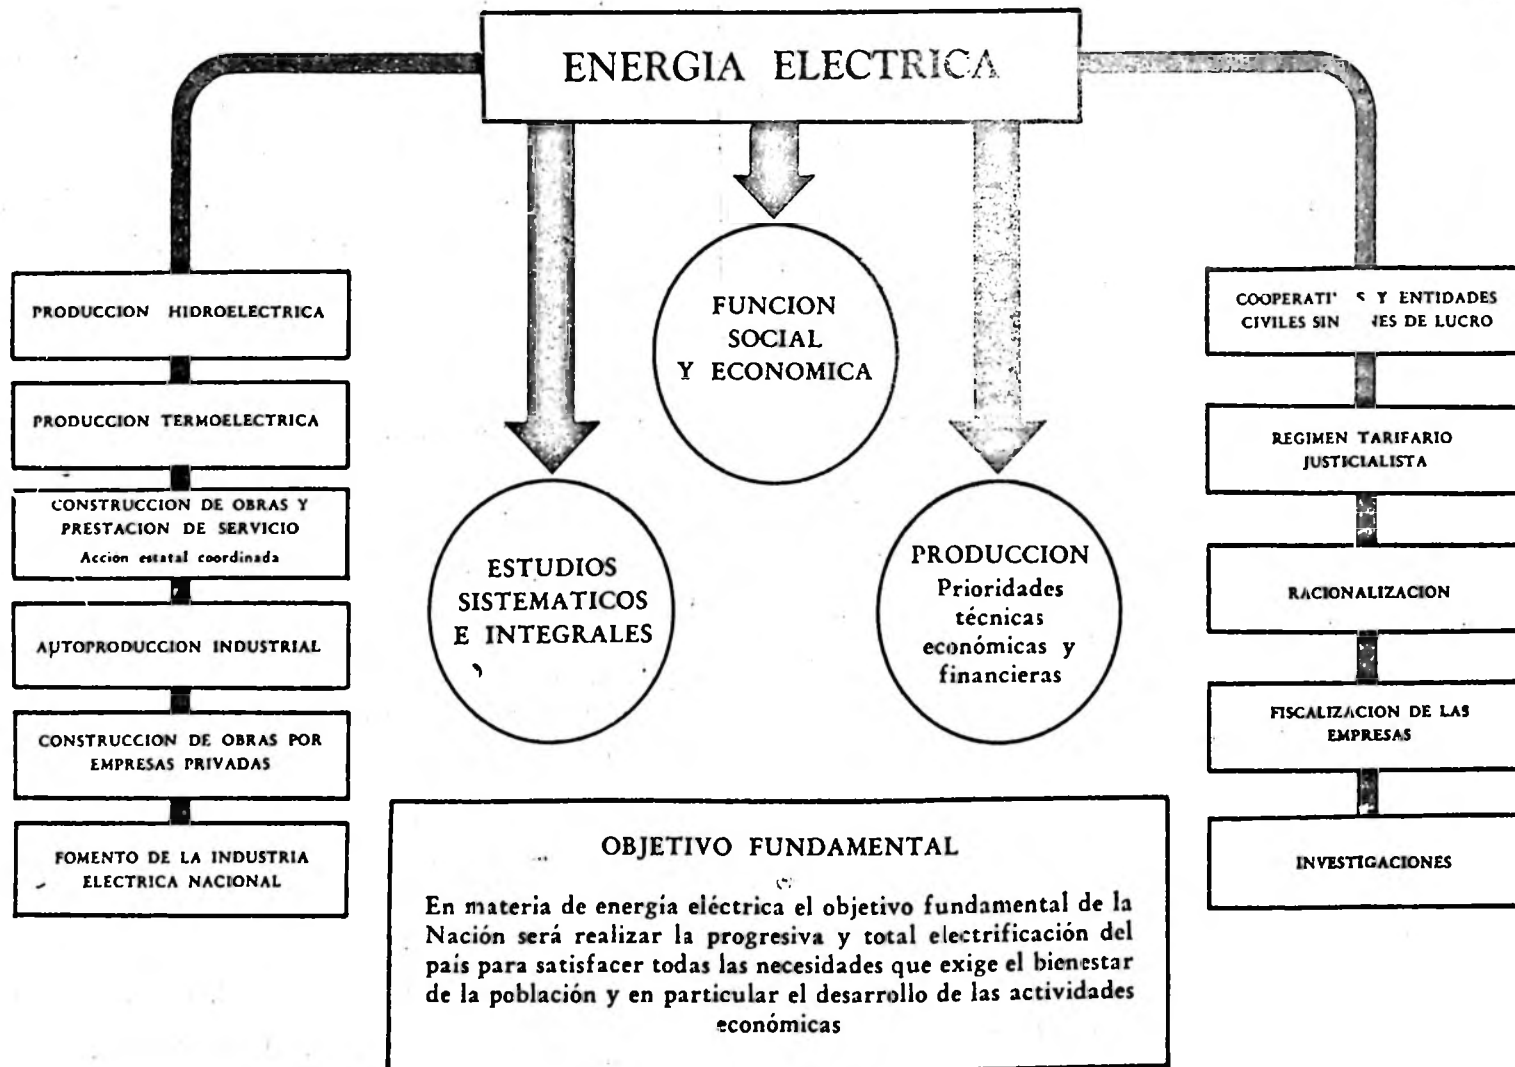 ENERGIA ELECTRICA
PRODUCCION HIDROELECTRICA
PRODUCCION TERMOELECTRICA
CONSTRUCCION DE OBRAS Y
PRESTACION DE SERVICIO
Accion estatal coordinada
AUTOPRODUCCION INDUSTRIAL
CONSTRUCCION DE OBRAS POR
EMPRESAS PRIVADAS
FOMENTO DE LA INDUSTRIA
ELECTRICA NACIONAL
ESTUDIOS
SISTEMATICOS
E INTEGRALES
FUNCION
SOCIAL
Y ECONOMICA
PRODUCCION
Prioridades
técnicas
económicas y
financieras
Y ENTIDADES
CIVILES SIN DE LUCRO
REGIMEN TARIFARIO
JUSTICIALISTA
RACIONALIZACION
FISCALIZACION DE LAS
EMPRESAS
INVESTIGACIONES
OBJETIVO FUNDAMENTAL
En materia de energía eléctrica el objetivo fundamental de la
Nación será realizar la progresiva y total electrificación del
país para satisfacer todas las necesidades que exige el bienestar
de la población y en particular el desarrollo de las actividades
económicas